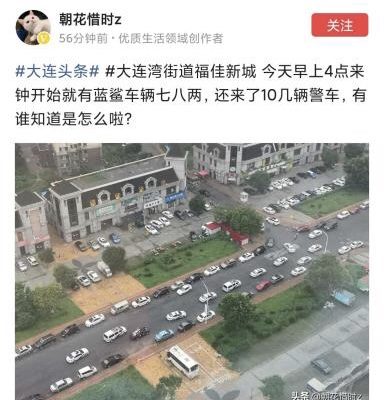 朝花惜时z
56分钟前·优质生活领域创作者
关注
#大连头条# #大连湾街道福佳新城 今天早上4点来
钟开始就有蓝鲨车辆七八两，还来了10几辆警车，有
谁知道是怎么啦？
头条@朝花惜时z